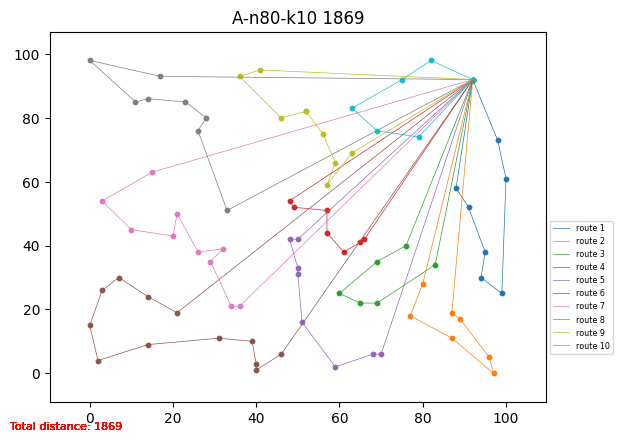 A-n80-k10 1869
100
80
60
40
20
0
0 20 40 60 80 100
route 1
route 2
route 3
route 4
route 5
route 6
route 7
route 8
route 9
route 10
Total distance: 1869